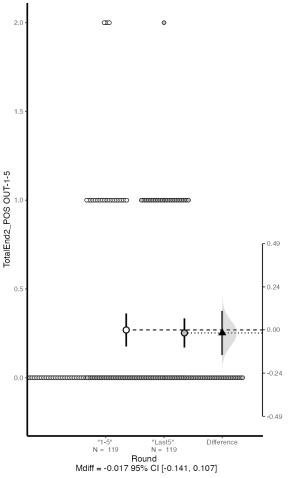 TotalEnd2_POS OUT-1-5
2.0
1.5
1.0
0.5
0.0
0.49
0.24
0.00
-0.24
-0.49
"1-5" "Last5" Difference
N = 119 N = 119
Round
Mdiff = -0.017 95% CI [-0.141, 0.107]